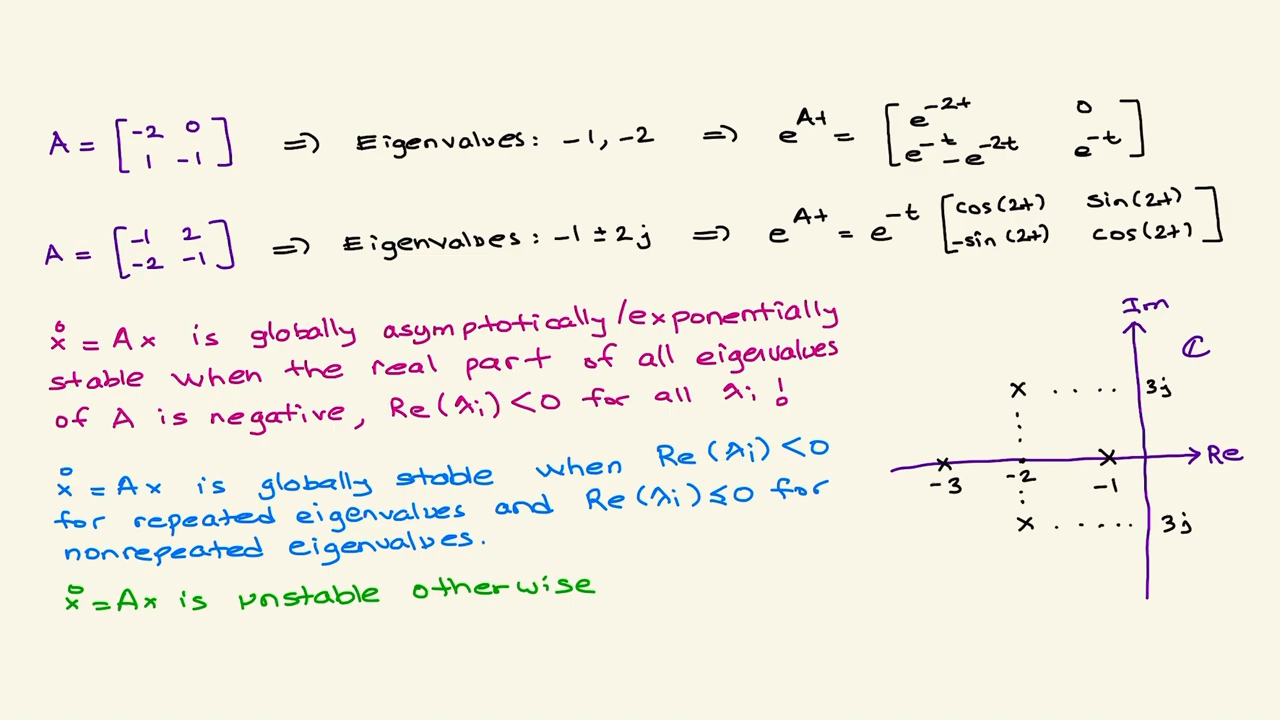 A = [-2 0; 1 -1] => Eigenvalues: -1, -2 => e^{At} = [e^{-2t} 0; e^{-t} - e^{-2t} e^{-t}]
A = [-1 2; -2 -1] => Eigenvalues: -1 ± 2j => e^{At} = e^{-t} [cos(2t) sin(2t); -sin(2t) cos(2t)]
ẋ = Ax is globally asymptotically/exponentially
stable when the real part of all eigenvalues
of A is negative, Re(λi) < 0 for all λi !
ẋ = Ax is globally stable when Re(λi) < 0
for repeated eigenvalues and Re(λi) ≤ 0 for
nonrepeated eigenvalues.
ẋ = Ax is unstable otherwise
Im
ℂ
x . . . . 3j
x x Re
-3 -2 -1
x . . . . . 3j